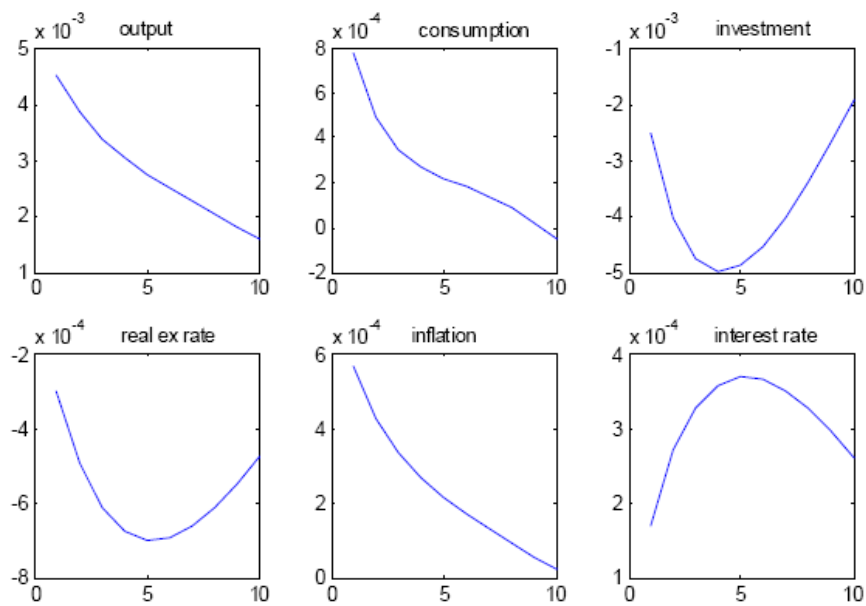 x 10^-3 output
5
4
3
2
1
0 5 10
x 10^-4 consumption
8
6
4
2
0
-2
0 5 10
x 10^-3 investment
-1
-2
-3
-4
-5
0 5 10
x 10^-4 real ex rate
-2
-4
-6
-8
0 5 10
x 10^-4 inflation
6
4
2
0
0 5 10
x 10^-4 interest rate
4
3
2
1
0 5 10